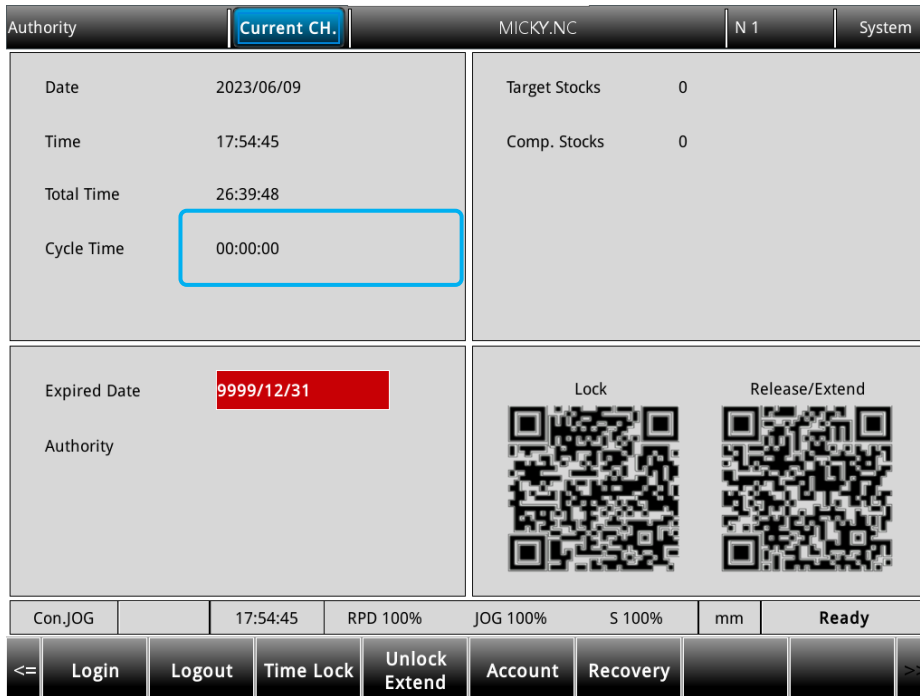 Authority Current CH. MICKY.NC N 1 System
Date 2023/06/09
Time 17:54:45
Total Time 26:39:48
Cycle Time 00:00:00
Target Stocks 0
Comp. Stocks 0
Expired Date 9999/12/31
Authority
Lock Release/Extend
Con.JOG 17:54:45 RPD 100% JOG 100% S 100% mm Ready
<= Login Logout Time Lock Unlock Extend Account Recovery